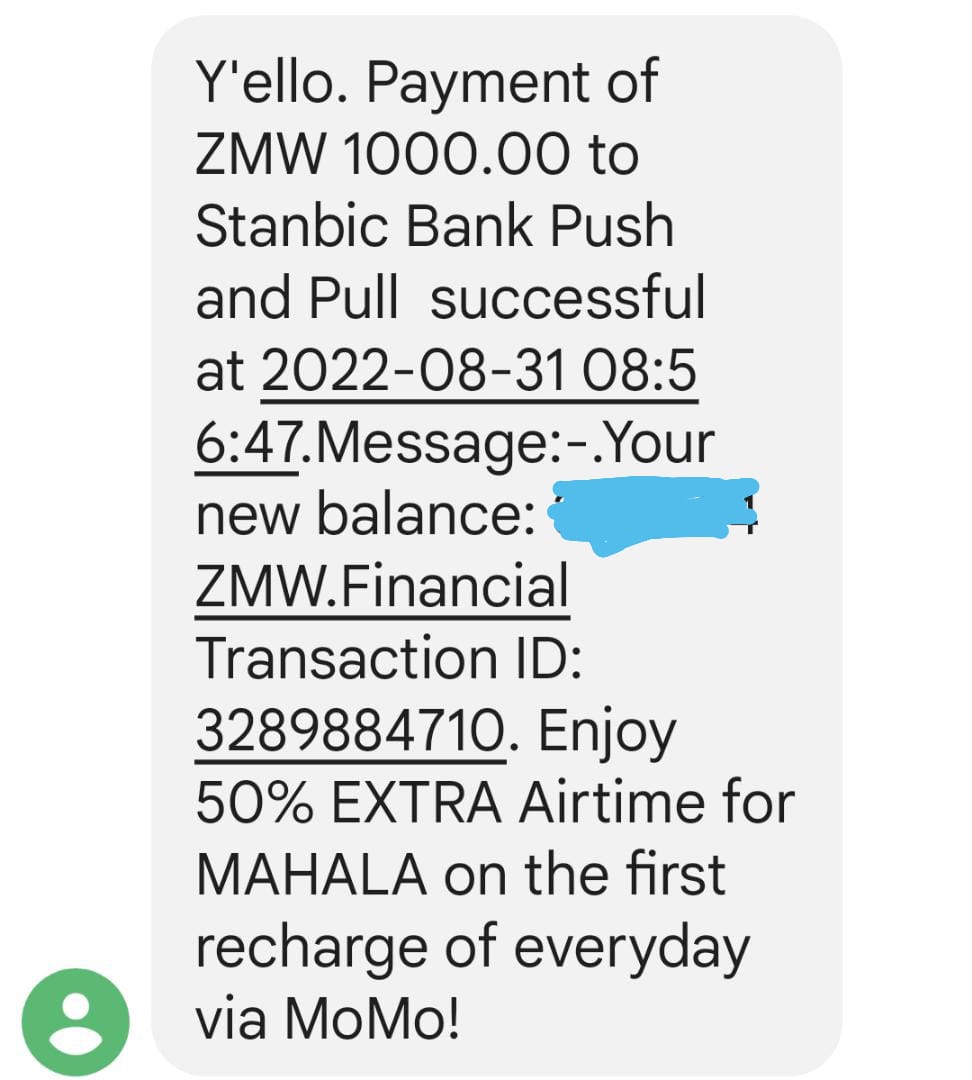 Y'ello. Payment of
ZMW 1000.00 to
Stanbic Bank Push
and Pull  successful
at 2022-08-31 08:5
6:47.Message:-.Your
new balance:
ZMW.Financial
Transaction ID:
3289884710. Enjoy
50% EXTRA Airtime for
MAHALA on the first
recharge of everyday
via MoMo!